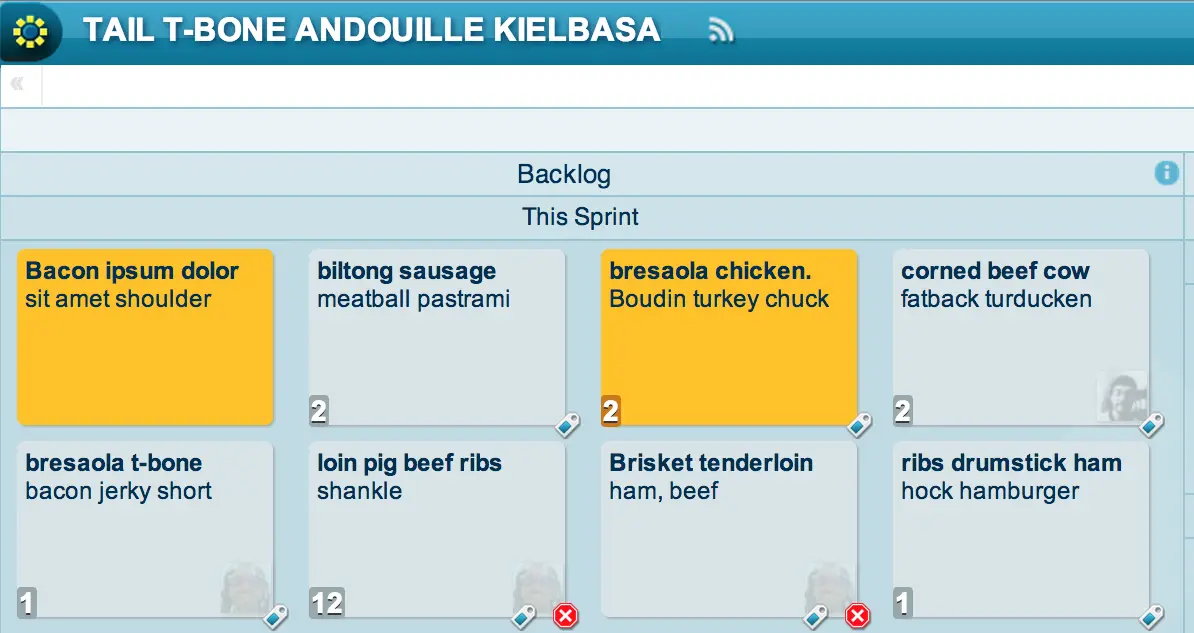 TAIL T-BONE ANDOUILLE KIELBASA
«
Backlog
i
This Sprint
Bacon ipsum dolor
sit amet shoulder
biltong sausage
meatball pastrami
2
bresaola chicken.
Boudin turkey chuck
2
corned beef cow
fatback turducken
2
bresaola t-bone
bacon jerky short
1
loin pig beef ribs
shankle
12
Brisket tenderloin
ham, beef
ribs drumstick ham
hock hamburger
1